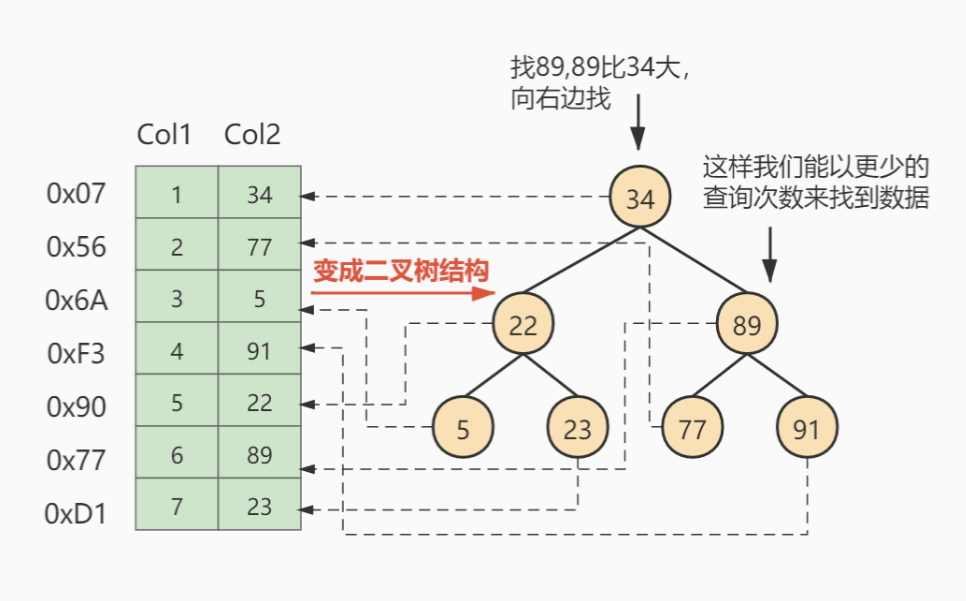 找89,89比34大，
向右边找
这样我们能以更少的
查询次数来找到数据
Col1 Col2
0x07 1 34
0x56 2 77
0x6A 3 5
0xF3 4 91
0x90 5 22
0x77 6 89
0xD1 7 23
变成二叉树结构
34
22 89
5 23 77 91